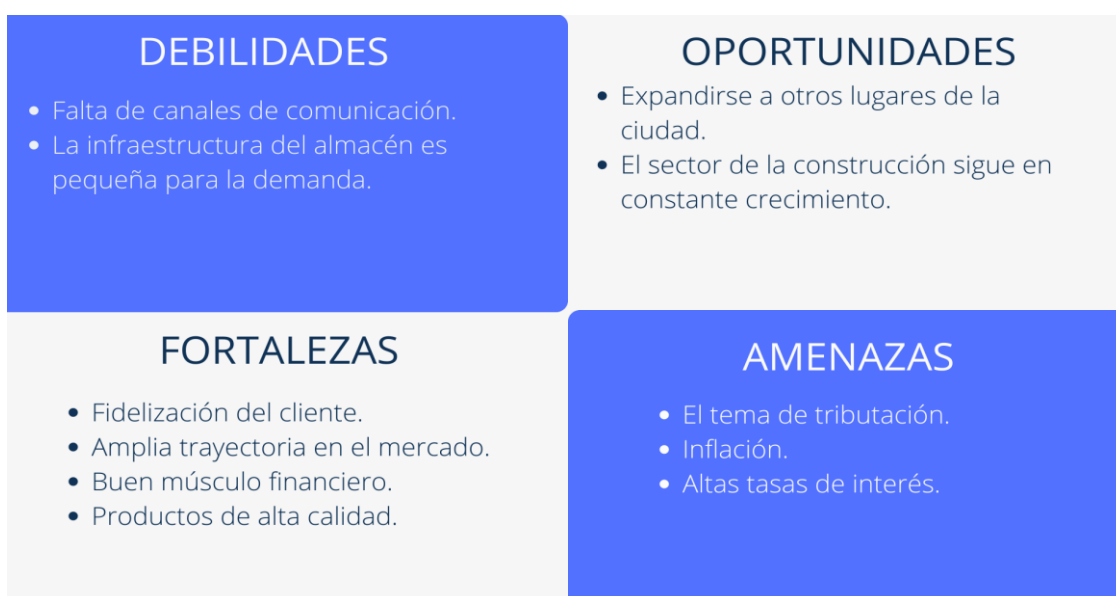 DEBILIDADES
• Falta de canales de comunicación.
• La infraestructura del almacén es
pequeña para la demanda.
OPORTUNIDADES
• Expandirse a otros lugares de la
ciudad.
• El sector de la construcción sigue en
constante crecimiento.
FORTALEZAS
• Fidelización del cliente.
• Amplia trayectoria en el mercado.
• Buen músculo financiero.
• Productos de alta calidad.
AMENAZAS
• El tema de tributación.
• Inflación.
• Altas tasas de interés.